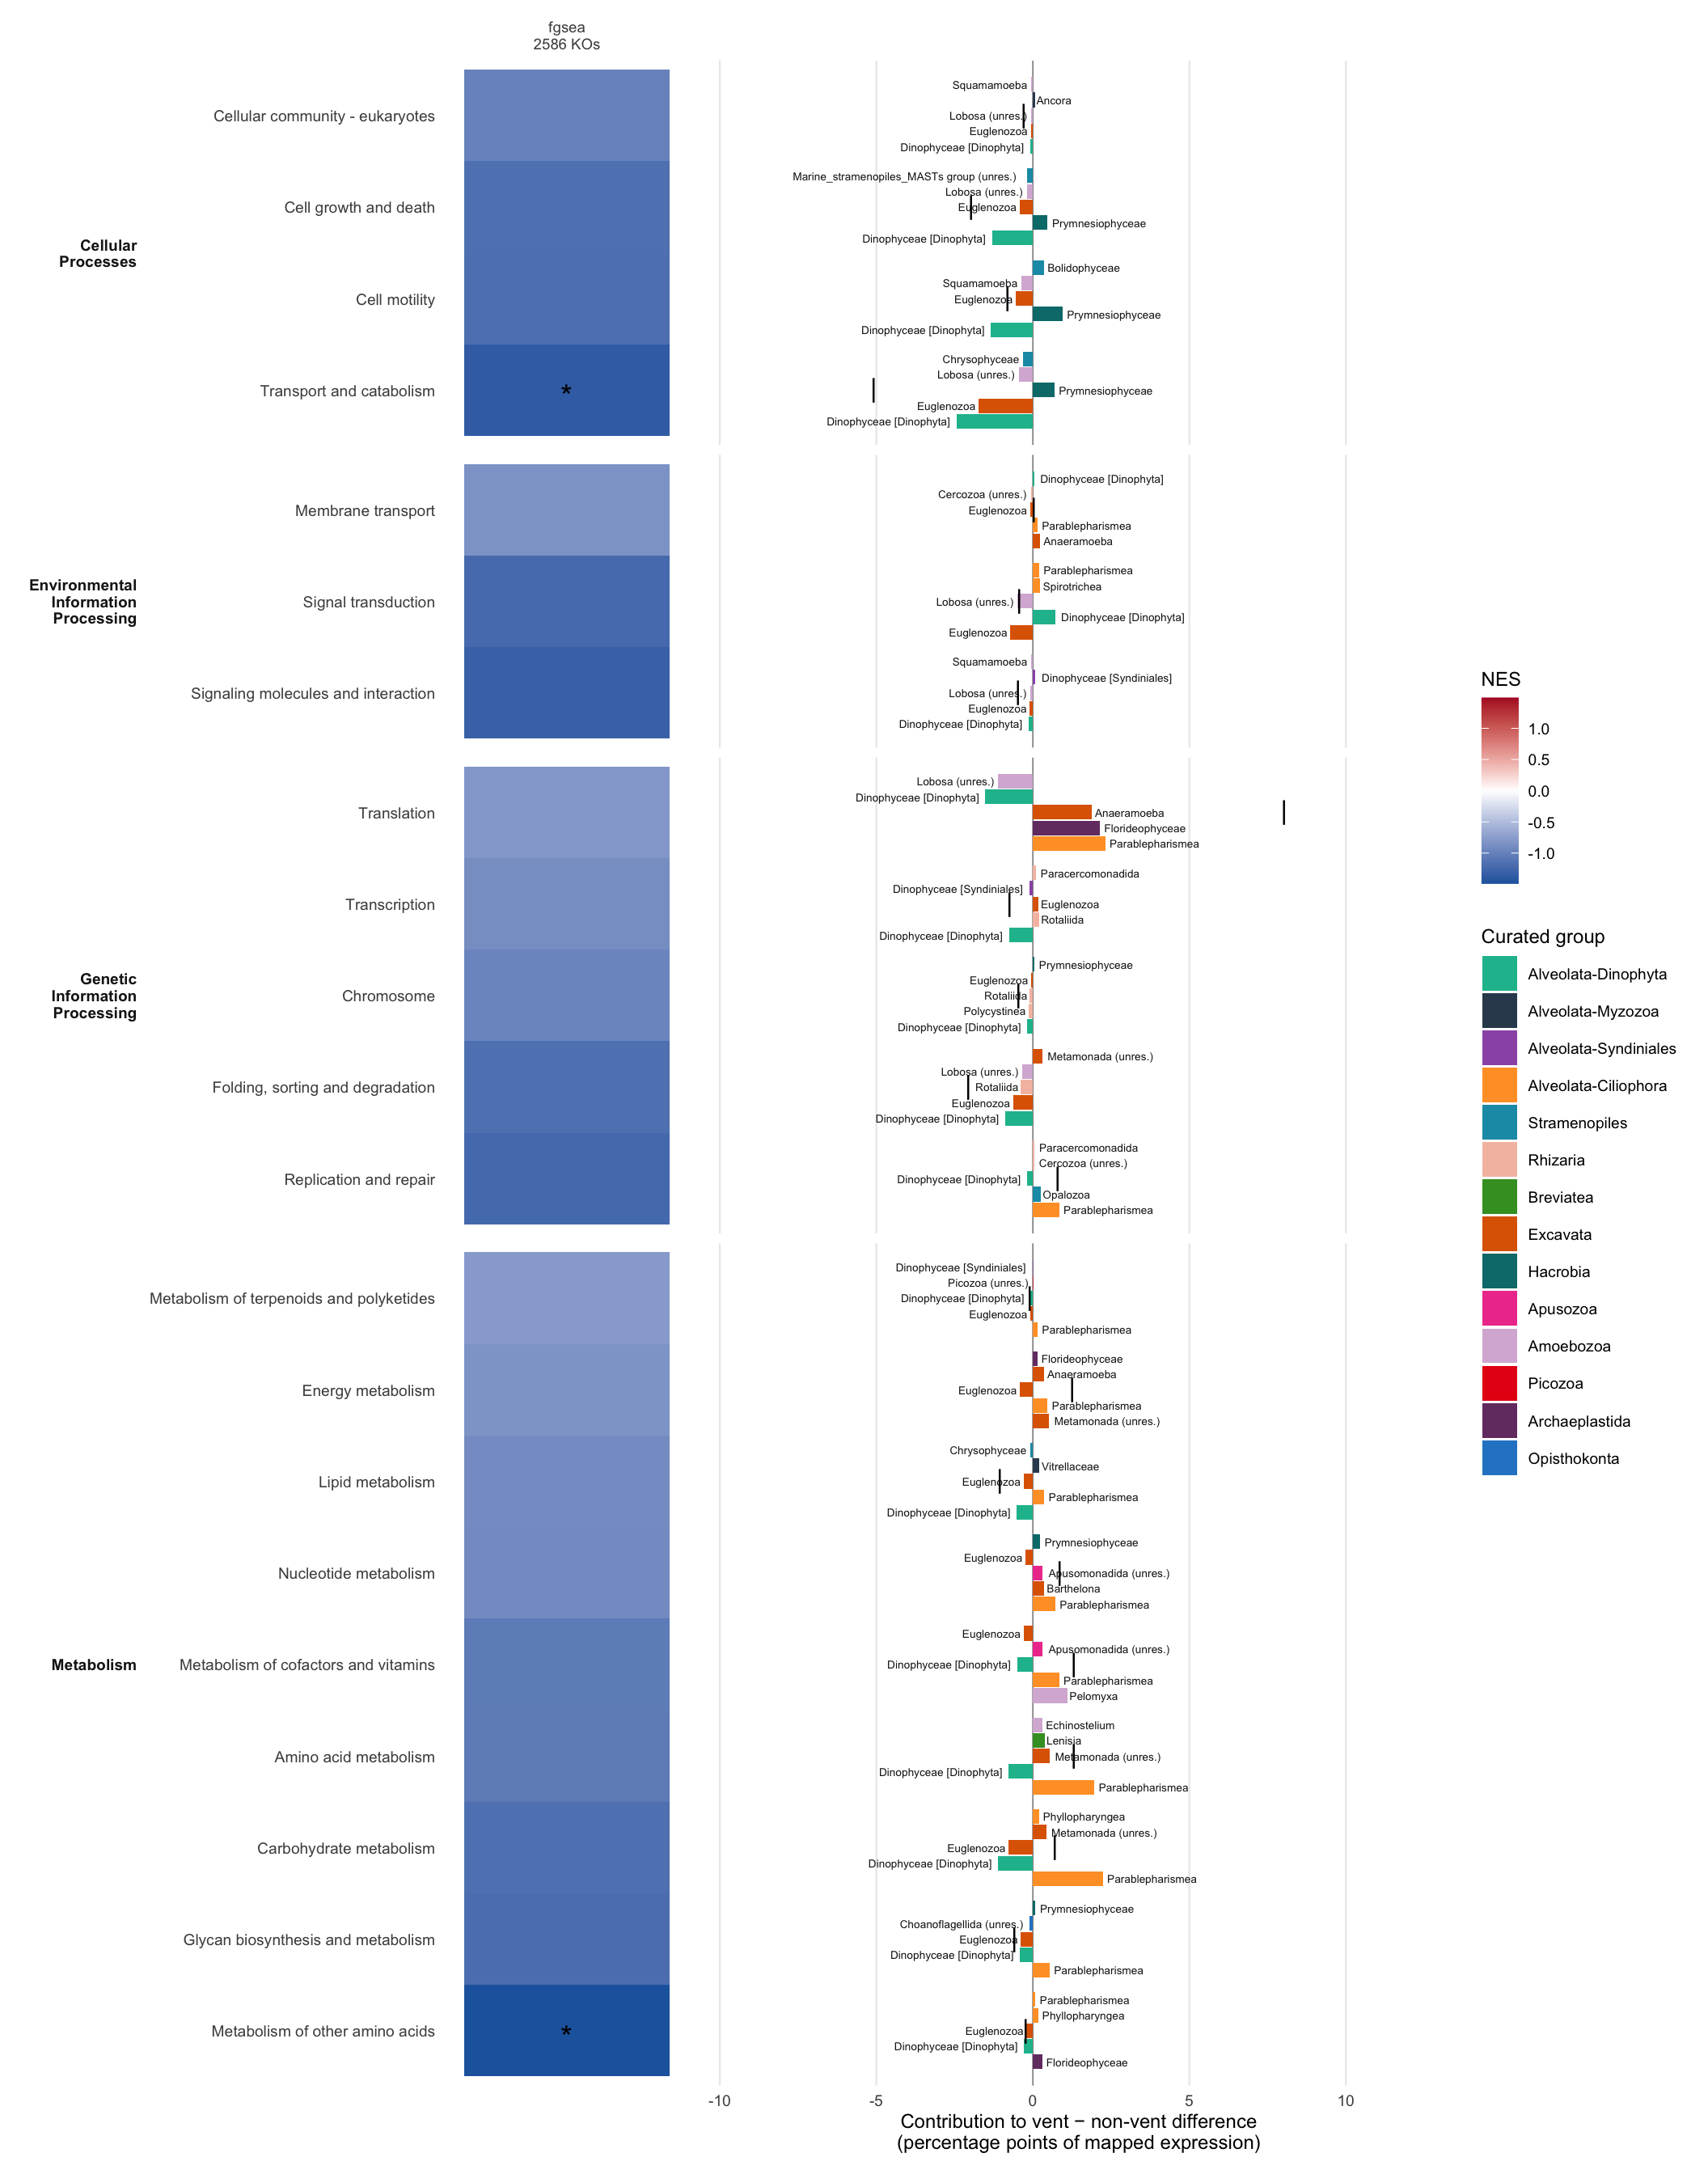 fgsea
2586 KOs
Cellular
Processes
Cellular community - eukaryotes
Squamamoeba
Ancora
Lobosa (unres.)
Euglenozoa
Dinophyceae [Dinophyta]
Cell growth and death
Marine_stramenopiles_MASTs group (unres.)
Lobosa (unres.)
Euglenozoa
Prymnesiophyceae
Dinophyceae [Dinophyta]
Cell motility
Bolidophyceae
Squamamoeba
Euglenozoa
Prymnesiophyceae
Dinophyceae [Dinophyta]
Transport and catabolism
*
Chrysophyceae
Lobosa (unres.)
Prymnesiophyceae
Euglenozoa
Dinophyceae [Dinophyta]
Environmental
Information
Processing
Membrane transport
Dinophyceae [Dinophyta]
Cercozoa (unres.)
Euglenozoa
Parablepharismea
Anaeramoeba
Signal transduction
Parablepharismea
Spirotrichea
Lobosa (unres.)
Dinophyceae [Dinophyta]
Euglenozoa
Signaling molecules and interaction
Squamamoeba
Dinophyceae [Syndiniales]
Lobosa (unres.)
Euglenozoa
Dinophyceae [Dinophyta]
Genetic
Information
Processing
Translation
Lobosa (unres.)
Dinophyceae [Dinophyta]
Anaeramoeba
Florideophyceae
Parablepharismea
Transcription
Paracercomonadida
Dinophyceae [Syndiniales]
Euglenozoa
Rotaliida
Dinophyceae [Dinophyta]
Chromosome
Prymnesiophyceae
Euglenozoa
Rotaliida
Polycystinea
Dinophyceae [Dinophyta]
Folding, sorting and degradation
Metamonada (unres.)
Lobosa (unres.)
Rotaliida
Euglenozoa
Dinophyceae [Dinophyta]
Replication and repair
Paracercomonadida
Cercozoa (unres.)
Dinophyceae [Dinophyta]
Opalozoa
Parablepharismea
Metabolism
Metabolism of terpenoids and polyketides
Dinophyceae [Syndiniales]
Picozoa (unres.)
Dinophyceae [Dinophyta]
Euglenozoa
Parablepharismea
Energy metabolism
Florideophyceae
Anaeramoeba
Euglenozoa
Parablepharismea
Metamonada (unres.)
Lipid metabolism
Chrysophyceae
Vitrellaceae
Euglenozoa
Parablepharismea
Dinophyceae [Dinophyta]
Nucleotide metabolism
Prymnesiophyceae
Euglenozoa
Apusomonadida (unres.)
Barthelona
Parablepharismea
Metabolism of cofactors and vitamins
Euglenozoa
Apusomonadida (unres.)
Dinophyceae [Dinophyta]
Parablepharismea
Pelomyxa
Amino acid metabolism
Echinostelium
Lenisia
Metamonada (unres.)
Dinophyceae [Dinophyta]
Parablepharismea
Carbohydrate metabolism
Phyllopharyngea
Metamonada (unres.)
Euglenozoa
Dinophyceae [Dinophyta]
Parablepharismea
Glycan biosynthesis and metabolism
Prymnesiophyceae
Choanoflagellida (unres.)
Euglenozoa
Dinophyceae [Dinophyta]
Parablepharismea
Metabolism of other amino acids
*
Parablepharismea
Phyllopharyngea
Euglenozoa
Dinophyceae [Dinophyta]
Florideophyceae
-10 -5 0 5 10
Contribution to vent − non-vent difference
(percentage points of mapped expression)
NES
1.0
0.5
0.0
-0.5
-1.0
Curated group
Alveolata-Dinophyta
Alveolata-Myzozoa
Alveolata-Syndiniales
Alveolata-Ciliophora
Stramenopiles
Rhizaria
Breviatea
Excavata
Hacrobia
Apusozoa
Amoebozoa
Picozoa
Archaeplastida
Opisthokonta